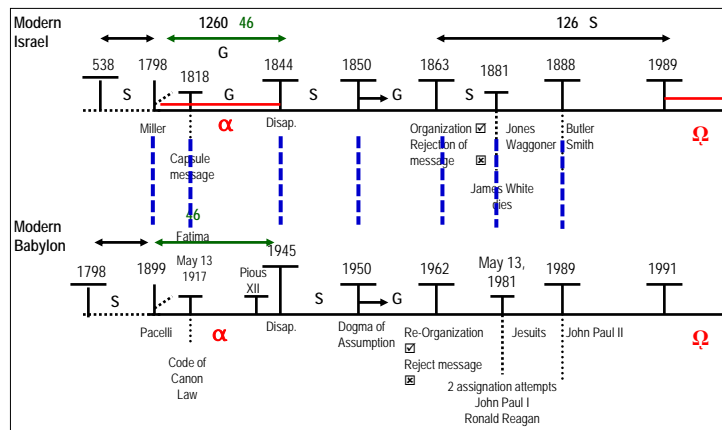 Modern
Israel
1260 46
G
126 S
538
1798
1818
1844
1850
1863
1881
1888
1989
S
G
S
G
S
Miller
α
Disap.
Organization ☑
Rejection of
message ☒
Jones
Waggoner
Butler
Smith
Ω
Capsule
message
James White
dies
Modern
Babylon
46
Fatima
1798
1899
May 13
1917
Pious
XII
1945
1950
1962
May 13,
1981
1989
1991
S
S
G
Pacelli
α
Disap.
Dogma of
Assumption
Re-Organization
☑
Reject message
☒
Jesuits
John Paul II
Ω
Code of
Canon
Law
2 assignation attempts
John Paul I
Ronald Reagan